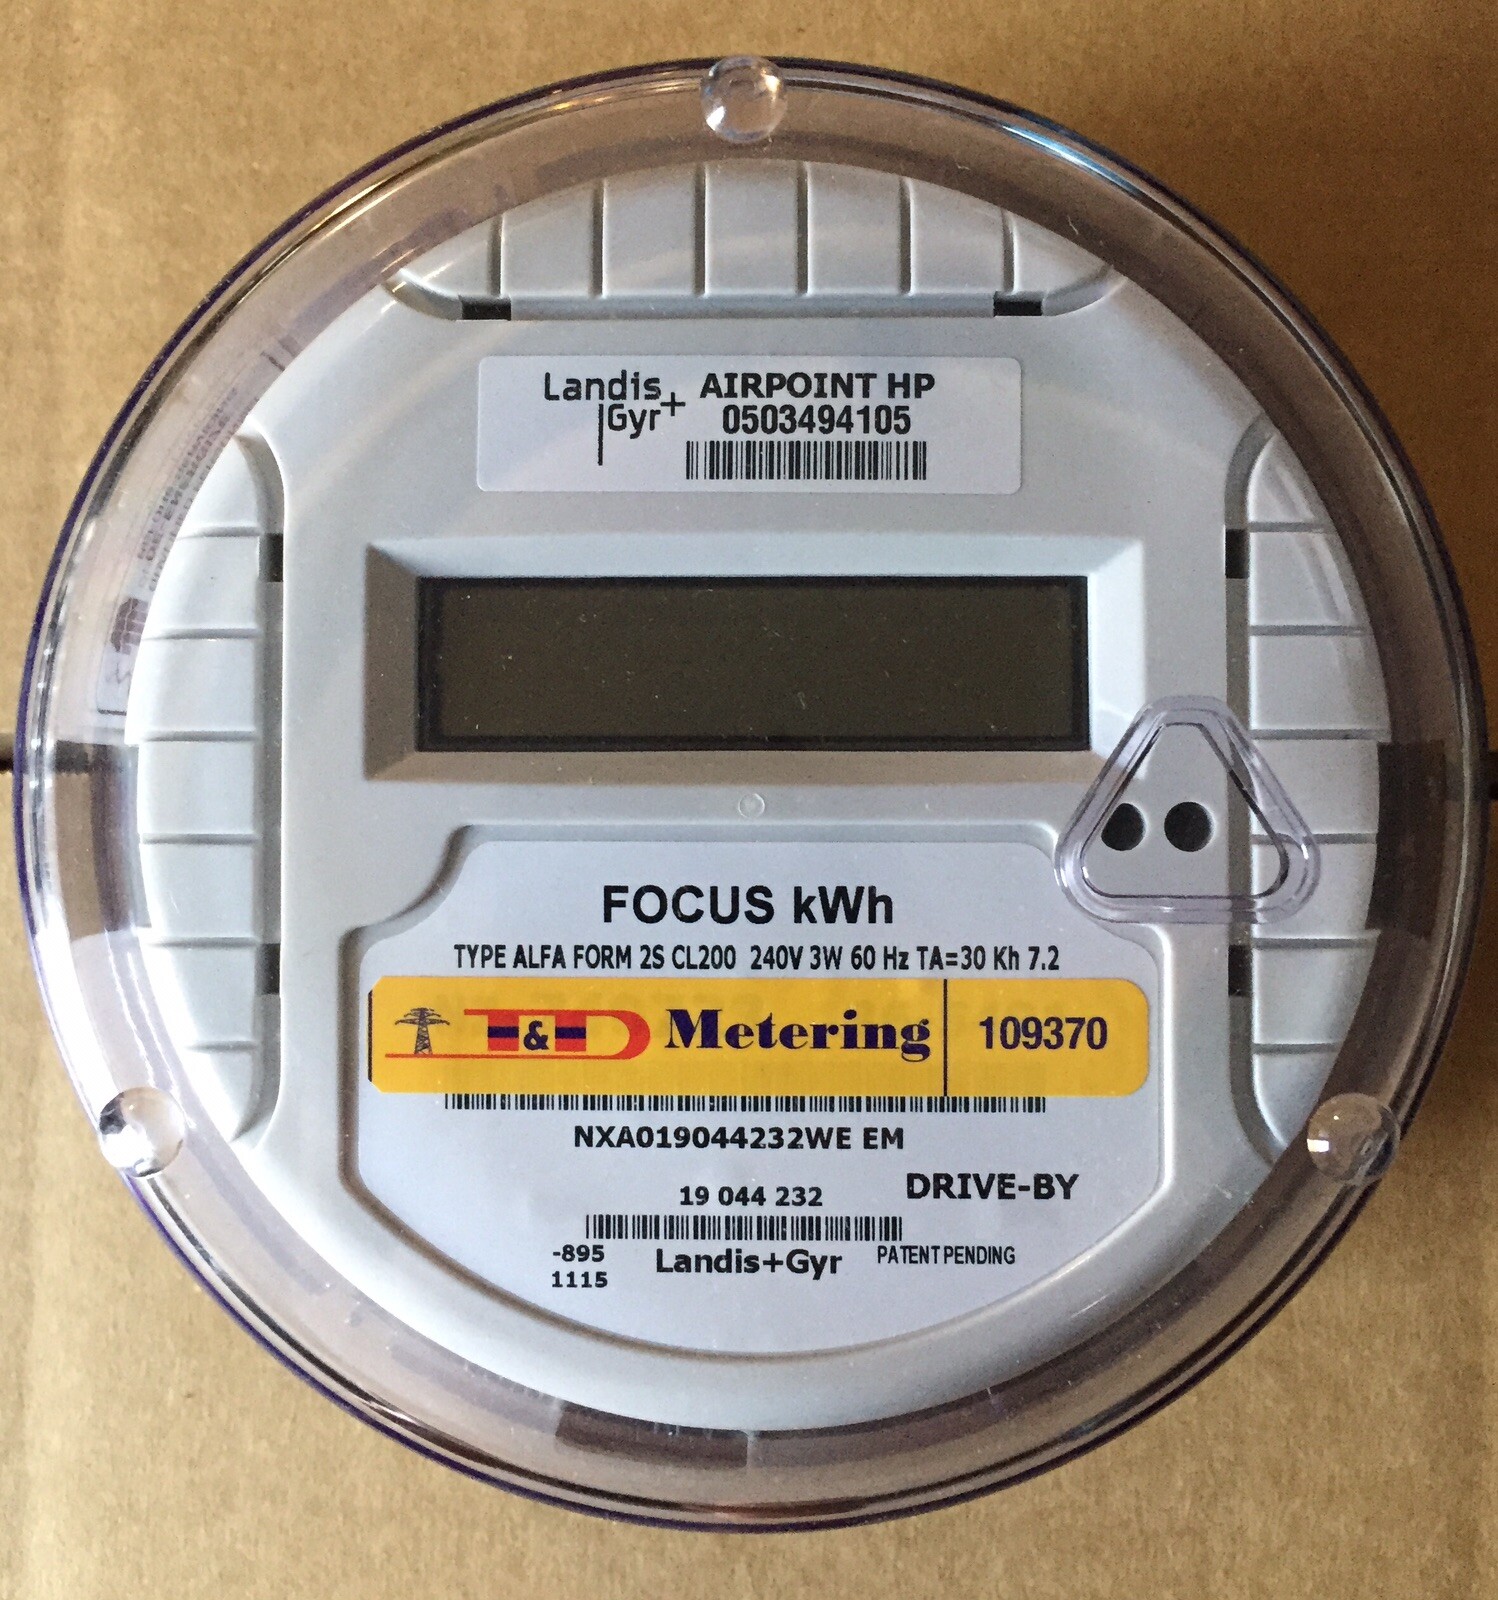 Landis+ AIRPOINT HP
Gyr 0503494105
FOCUS kWh
TYPE ALFA FORM 2S CL200 240V 3W 60 Hz TA=30 Kh 7.2
T&D Metering 109370
NXA019044232WE EM
19 044 232 DRIVE-BY
-895 Landis+Gyr PATENT PENDING
1115